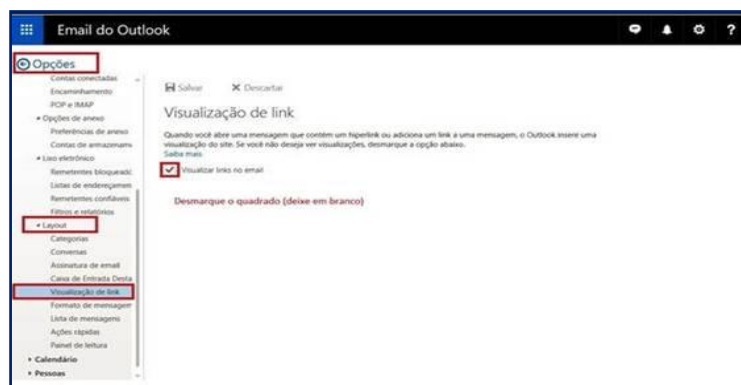 Email do Outlook
?
Opções
Contas conectadas
Encaminhamento
POP e IMAP
Opções de anexo
Preferências de anexo
Contas de armazename
Lixo eletrônico
Remetentes bloqueadc
Listas de endereçamen
Remetentes confiáveis
Filtros e relatórios
Layout
Categorias
Conversas
Assinatura de email
Caixa de Entrada Desta
Visualização de link
Formato de mensagem
Lista de mensagens
Ações rápidas
Painel de leitura
Calendário
Pessoas
Salvar Descartar
Visualização de link
Quando você abre uma mensagem que contém um hiperlink ou adiciona um link a uma mensagem, o Outlook insere uma
visualização do site. Se você não deseja ver visualizações, desmarque a opção abaixo.
Saiba mais
Visualizar links no email
Desmarque o quadrado (deixe em branco)